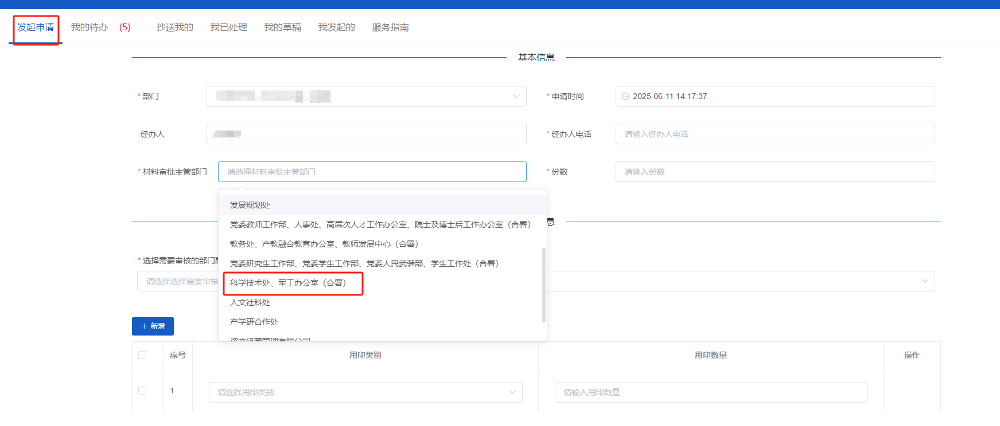 发起申请 我的待办 (5) 抄送我的 我已处理 我的草稿 我发起的 服务指南
基本信息
* 部门
* 申请时间 2025-06-11 14:17:37
经办人
* 经办人电话 请输入经办人电话
* 材料审批主管部门 请选择材料审批主管部门
* 份数 请输入份数
发展规划处
党委教师工作部、人事处、高层次人才工作办公室、院士及博士后工作办公室（合署）
息
教务处、产教融合教育办公室、教师发展中心（合署）
* 选择需要审核的部门
党委研究生工作部、党委学生工作部、党委人民武装部、学生工作处（合署）
请选择选择需要审核
科学技术处、军工办公室（合署）
人文社科处
产学研合作处
+ 新增
序号 用印类别 用印数量 操作
1 请选择用印类别 请输入用印数量